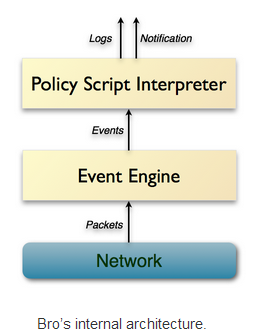 Logs Notification
Policy Script Interpreter
Events
Event Engine
Packets
Network
Bro's internal architecture.